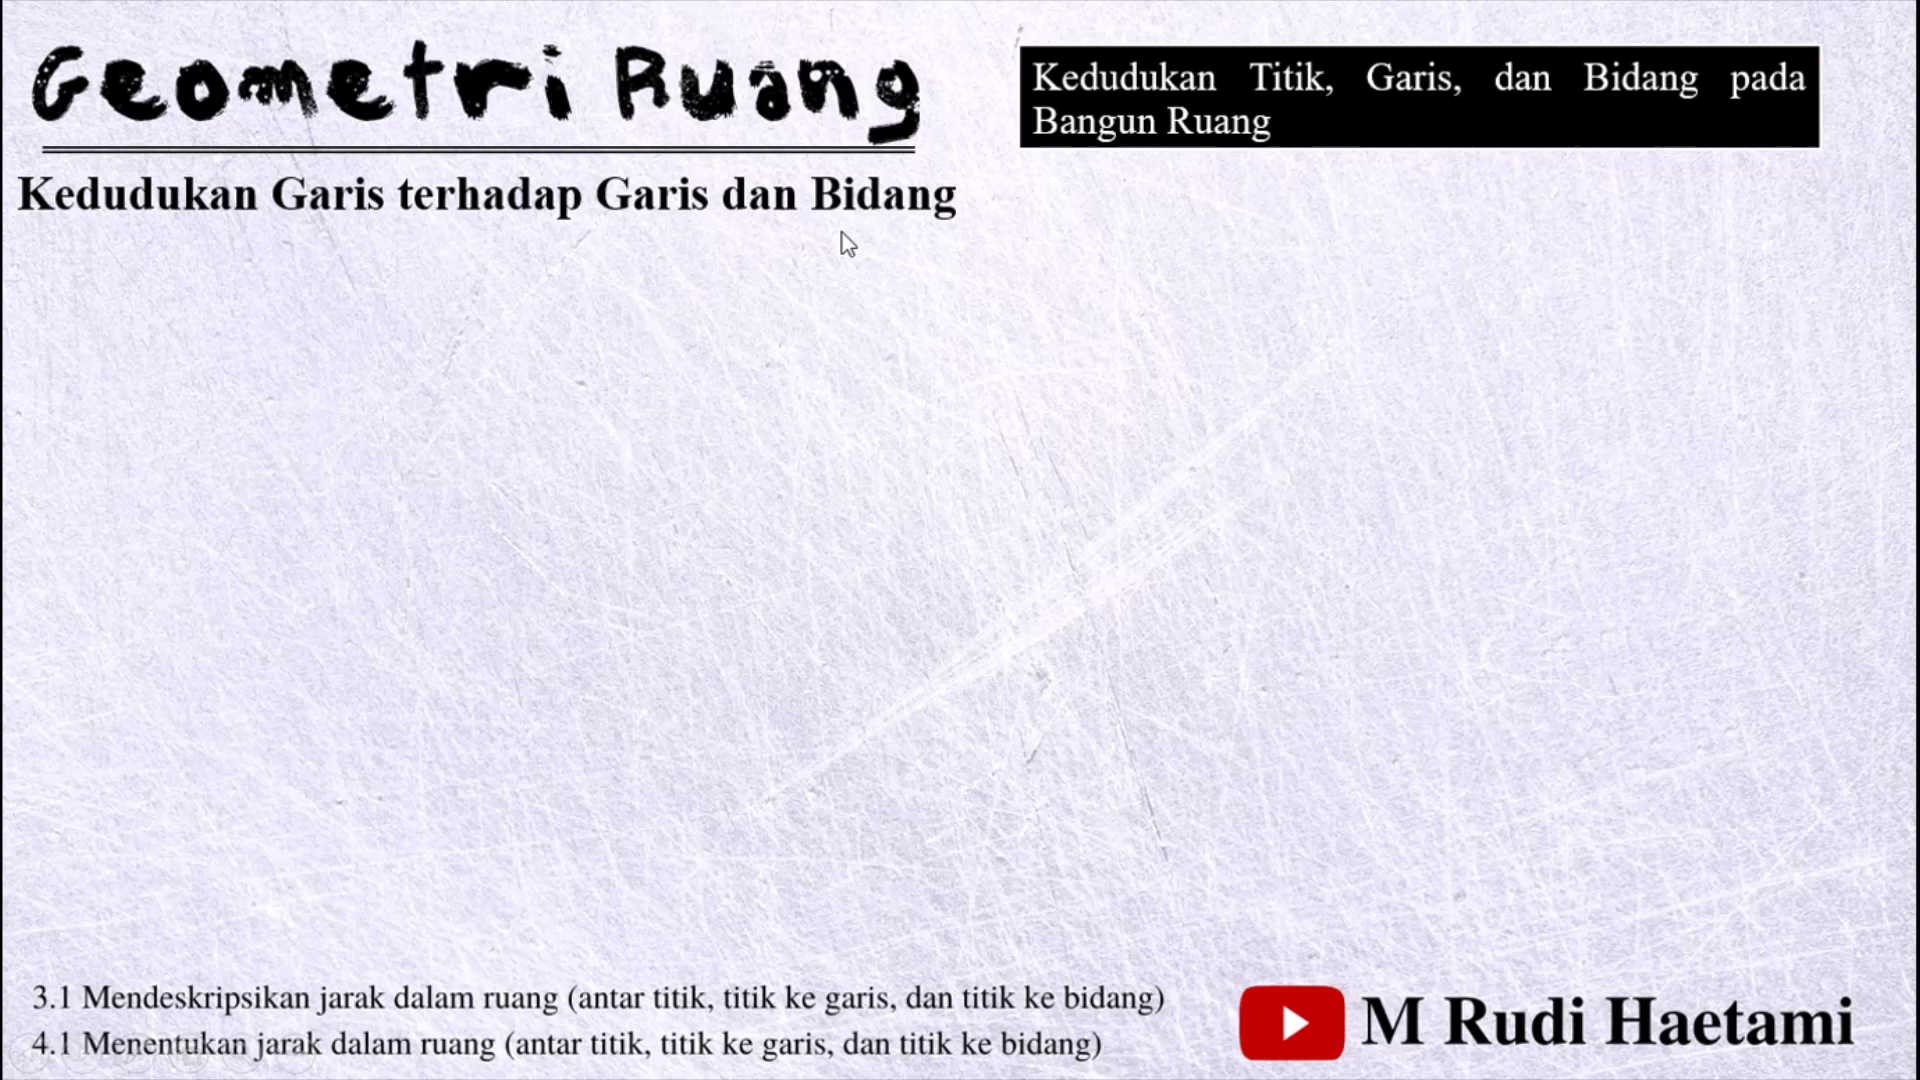 Geometri Ruang
Kedudukan Titik, Garis, dan Bidang pada
Bangun Ruang
Kedudukan Garis terhadap Garis dan Bidang
3.1 Mendeskripsikan jarak dalam ruang (antar titik, titik ke garis, dan titik ke bidang)
4.1 Menentukan jarak dalam ruang (antar titik, titik ke garis, dan titik ke bidang)
M Rudi Haetami